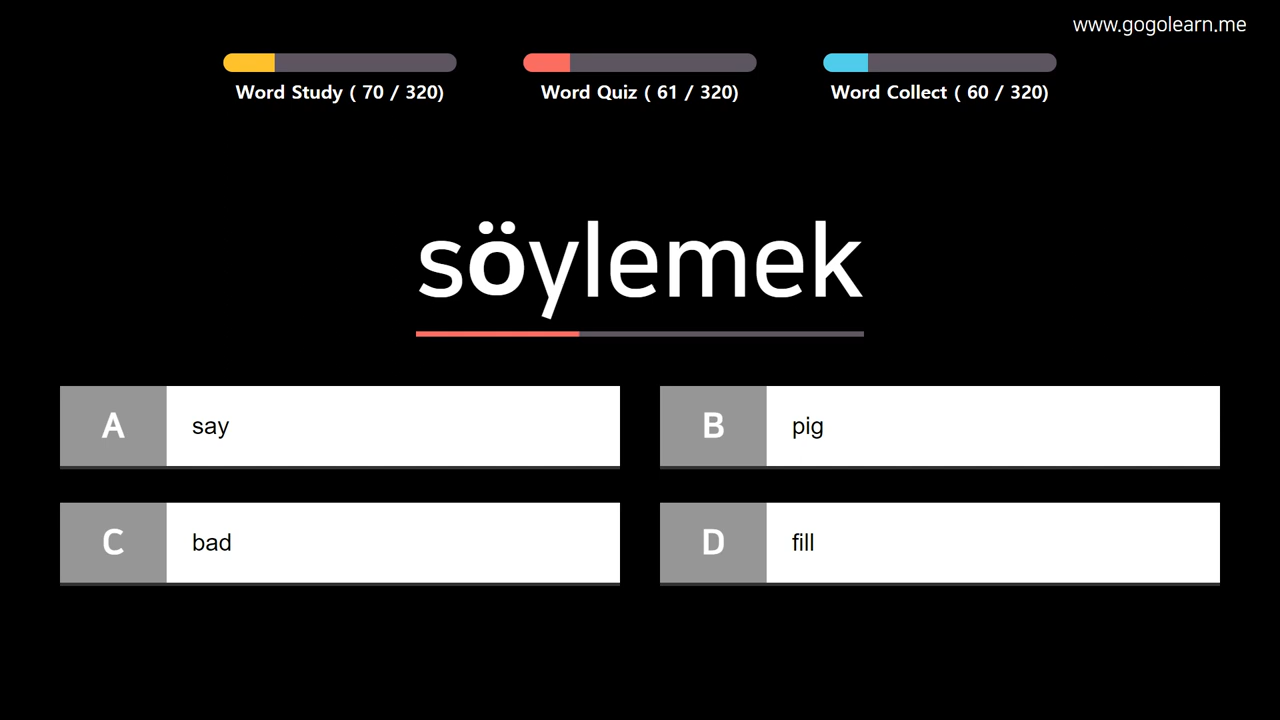 www.gogolearn.me
Word Study ( 70 / 320)
Word Quiz ( 61 / 320)
Word Collect ( 60 / 320)
söylemek
A say
B pig
C bad
D fill